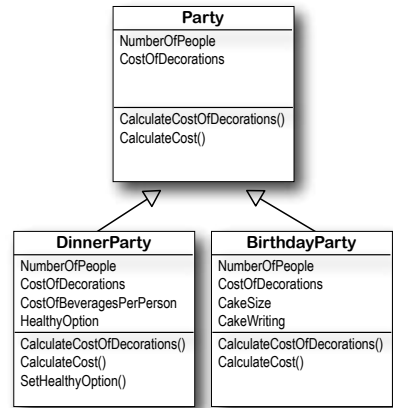 Party
NumberOfPeople
CostOfDecorations
CalculateCostOfDecorations()
CalculateCost()
DinnerParty
NumberOfPeople
CostOfDecorations
CostOfBeveragesPerPerson
HealthyOption
CalculateCostOfDecorations()
CalculateCost()
SetHealthyOption()
BirthdayParty
NumberOfPeople
CostOfDecorations
CakeSize
CakeWriting
CalculateCostOfDecorations()
CalculateCost()